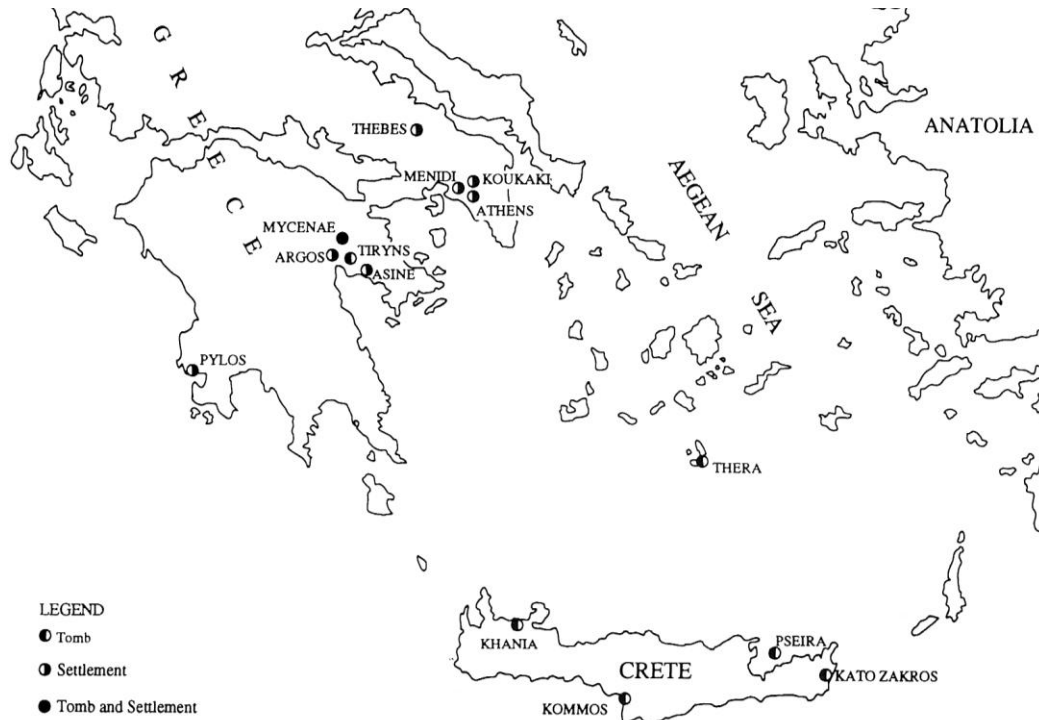 GREECE
THEBES
ANATOLIA
MENIDI
KOUKAKI
ATHENS
AEGEAN
SEA
MYCENAE
ARGOS
TIRYNS
ASINE
PYLOS
THERA
LEGEND
Tomb
Settlement
Tomb and Settlement
KHANIA
PSEIRA
CRETE
KATO ZAKROS
KOMMOS